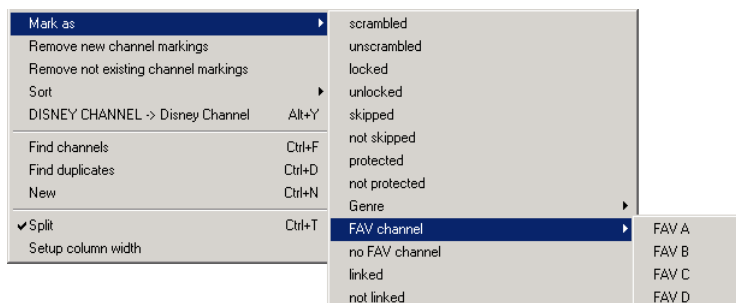 Mark as
Remove new channel markings
Remove not existing channel markings
Sort
DISNEY CHANNEL -> Disney Channel Alt+Y
Find channels Ctrl+F
Find duplicates Ctrl+D
New Ctrl+N
Split Ctrl+T
Setup column width
scrambled
unscrambled
locked
unlocked
skipped
not skipped
protected
not protected
Genre
FAV channel
no FAV channel
linked
not linked
FAV A
FAV B
FAV C
FAV D